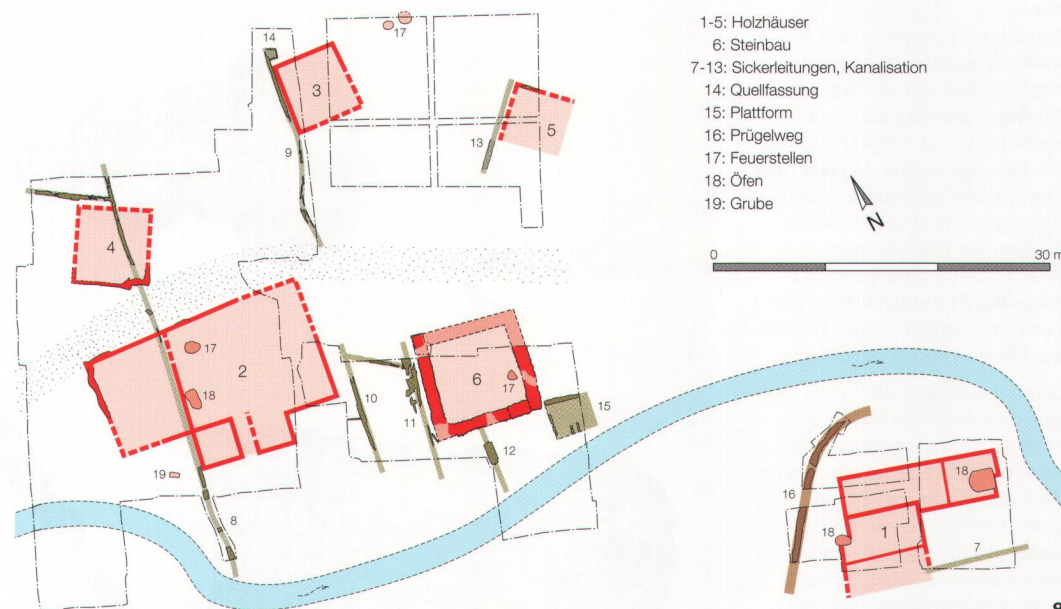 1-5: Holzhäuser
6: Steinbau
7-13: Sickerleitungen, Kanalisation
14: Quellfassung
15: Plattform
16: Prügelweg
17: Feuerstellen
18: Öfen
19: Grube
N
0 30 m
14
17
3
5
9
13
4
17
2
6
17
18
10
11
15
12
19
8
16
18
18
1
7